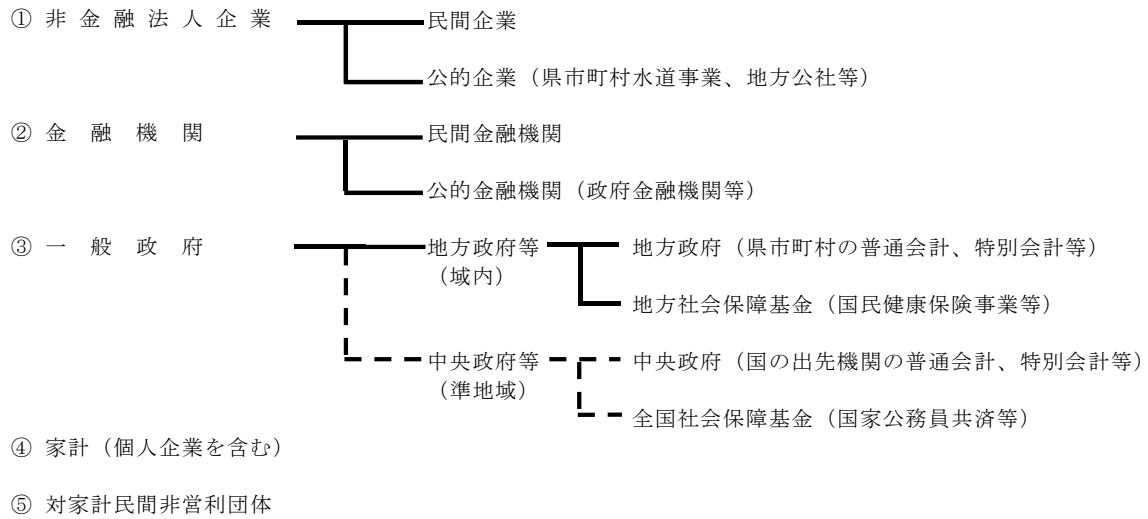 ① 非金融法人企業 民間企業
公的企業（県市町村水道事業、地方公社等）
② 金融機関 民間金融機関
公的金融機関（政府金融機関等）
③ 一般政府 地方政府等 地方政府（県市町村の普通会計、特別会計等）
（域内）
地方社会保障基金（国民健康保険事業等）
中央政府等 中央政府（国の出先機関の普通会計、特別会計等）
（準地域）
全国社会保障基金（国家公務員共済等）
④ 家計（個人企業を含む）
⑤ 対家計民間非営利団体